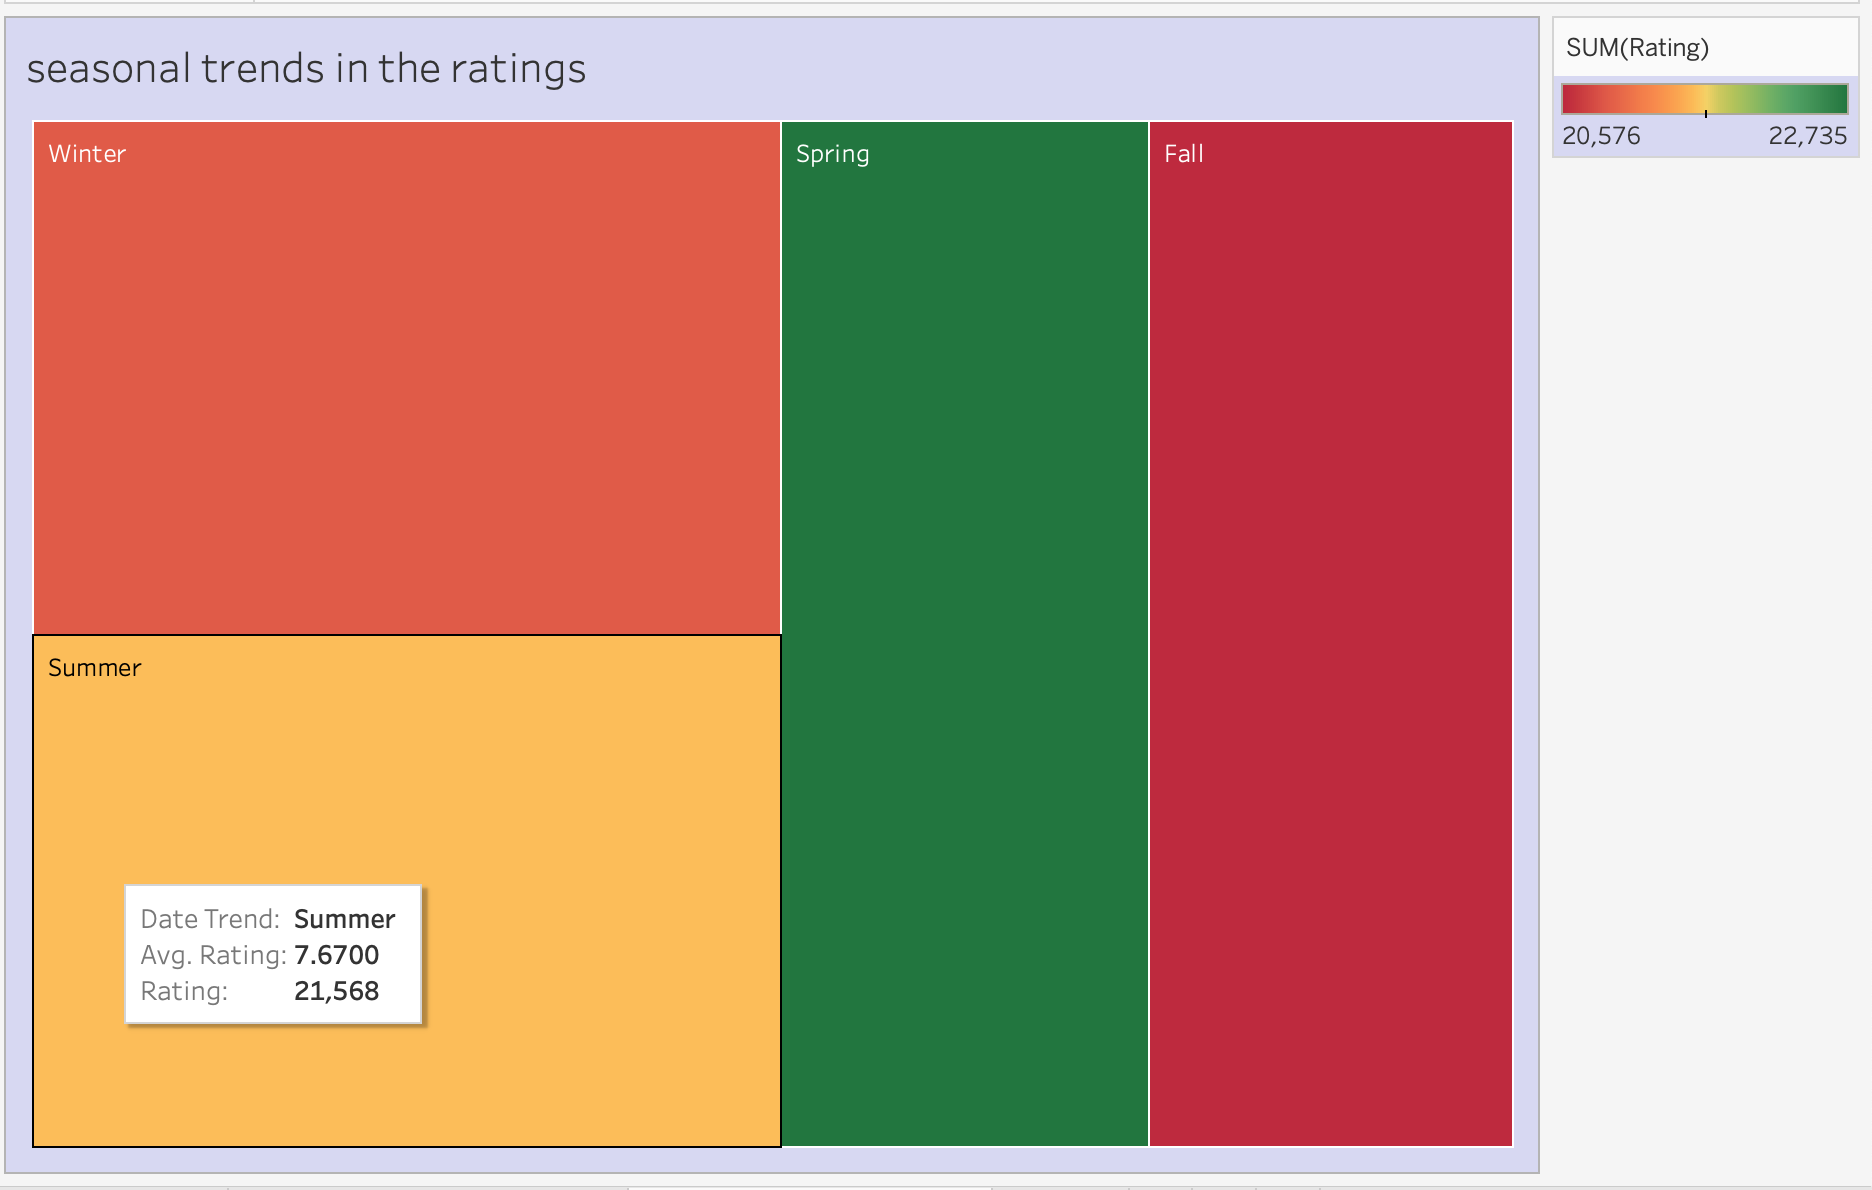 seasonal trends in the ratings
Winter
Spring
Fall
Summer
Date Trend: Summer
Avg. Rating: 7.6700
Rating: 21,568
SUM(Rating)
20,576 22,735